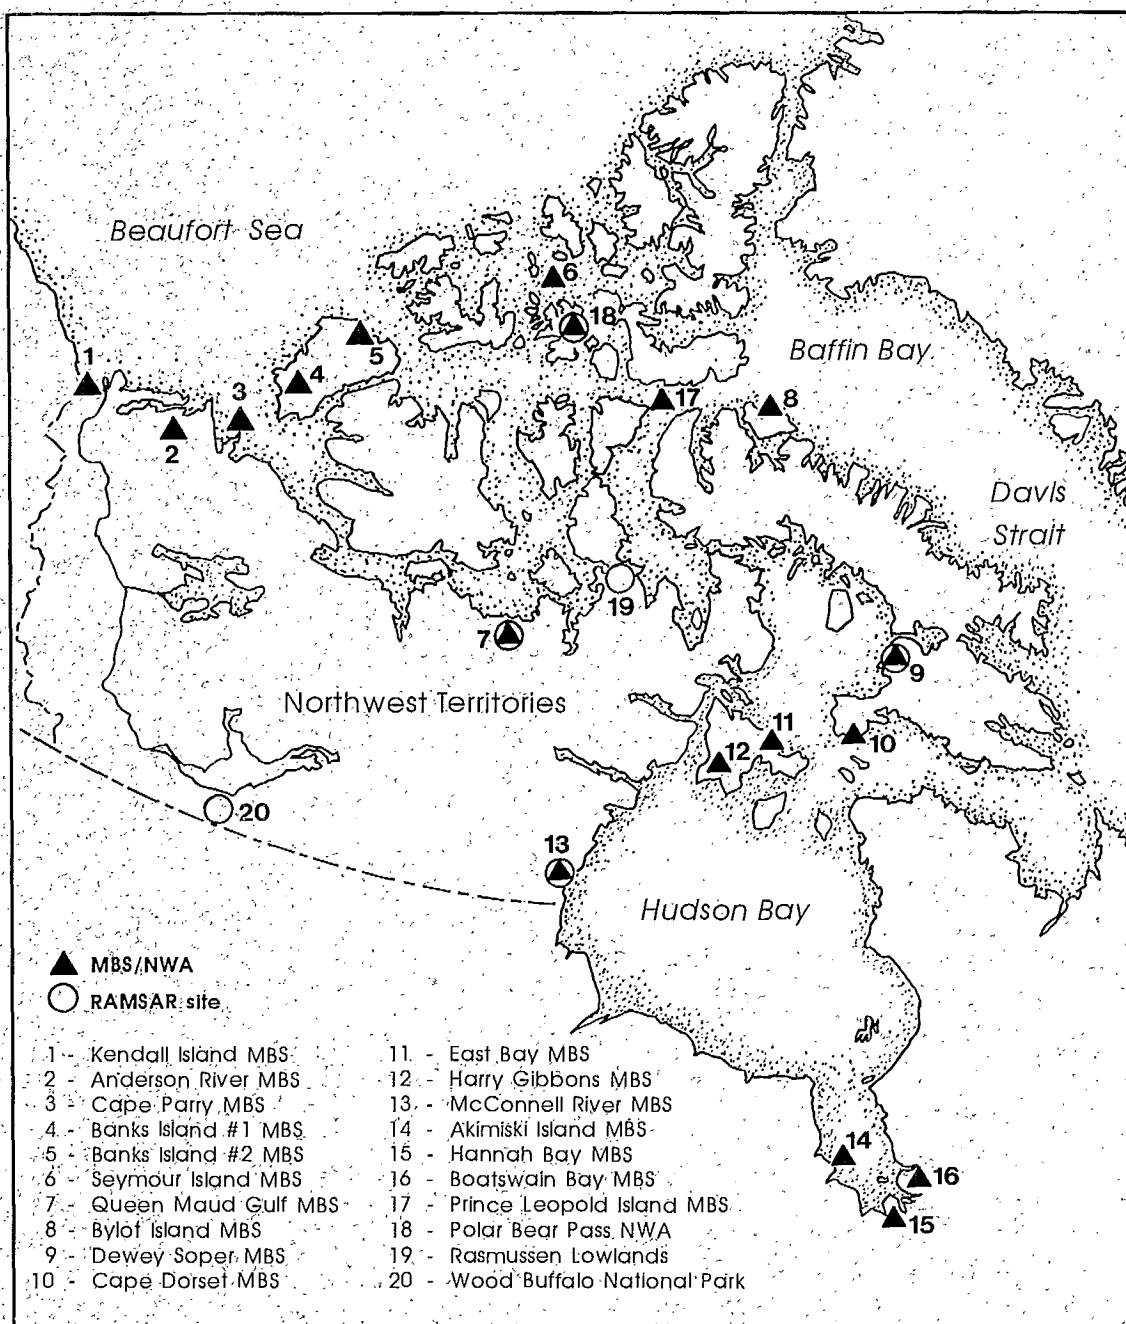 Beaufort Sea
6
18
5
Baffin Bay
1
4
3
17
8
2
Davis
Strait
19
7
9
Northwest Territories
11
10
12
20
13
Hudson Bay
MBS/NWA
RAMSAR site
14
16
15
1 - Kendall Island MBS
2 - Anderson River MBS
3 - Cape Parry MBS
4 - Banks Island #1 MBS
5 - Banks Island #2 MBS
6 - Seymour Island MBS
7 - Queen Maud Gulf MBS
8 - Bylot Island MBS
9 - Dewey Soper MBS
10 - Cape Dorset MBS
11 - East Bay MBS
12 - Harry Gibbons MBS
13 - McConnell River MBS
14 - Akimiski Island MBS
15 - Hannah Bay MBS
16 - Boatswain Bay MBS
17 - Prince Leopold Island MBS
18 - Polar Bear Pass NWA
19 - Rasmussen Lowlands
20 - Wood Buffalo National Park